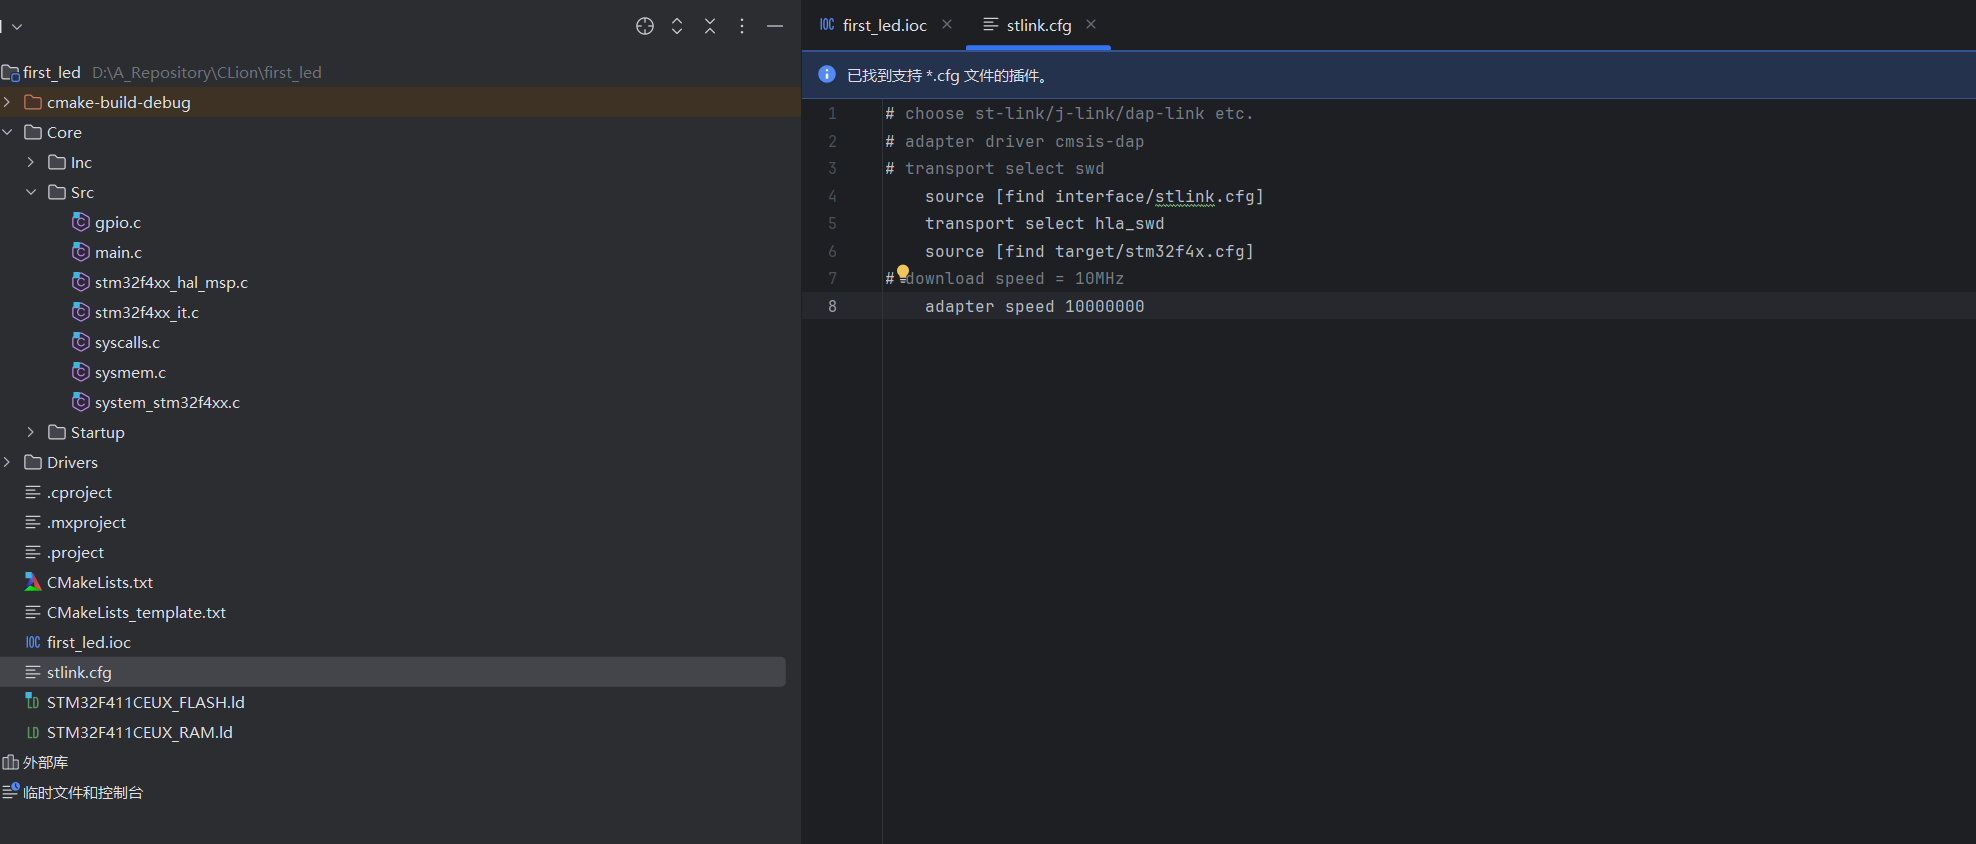 first_led D:\A_Repository\CLion\first_led
cmake-build-debug
Core
Inc
Src
gpio.c
main.c
stm32f4xx_hal_msp.c
stm32f4xx_it.c
syscalls.c
sysmem.c
system_stm32f4xx.c
Startup
Drivers
.cproject
.mxproject
.project
CMakeLists.txt
CMakeLists_template.txt
IOC first_led.ioc
stlink.cfg
LD STM32F411CEUX_FLASH.ld
LD STM32F411CEUX_RAM.ld
外部库
临时文件和控制台
IOC first_led.ioc
stlink.cfg
已找到支持 *.cfg 文件的插件。
1 # choose st-link/j-link/dap-link etc.
2 # adapter driver cmsis-dap
3 # transport select swd
4 source [find interface/stlink.cfg]
5 transport select hla_swd
6 source [find target/stm32f4x.cfg]
7 # download speed = 10MHz
8 adapter speed 10000000